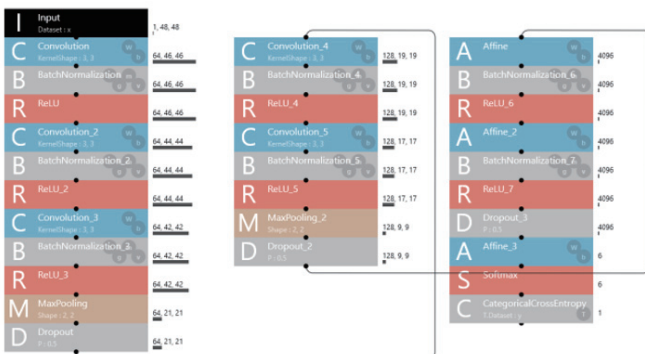 I Input
Dataset : x
1, 48, 48
C Convolution W
KernelShape : 3, 3 b
64, 46, 46
B BatchNormalization
g v
64, 46, 46
R ReLU
64, 46, 46
C Convolution_2 W
KernelShape : 3, 3 b
64, 44, 44
B BatchNormalization_2
g v
64, 44, 44
R ReLU_2
64, 44, 44
C Convolution_3 W
KernelShape : 3, 3 b
64, 42, 42
B BatchNormalization_3
g v
64, 42, 42
R ReLU_3
64, 42, 42
M MaxPooling
Shape : 2, 2
64, 21, 21
D Dropout
P : 0.5
64, 21, 21
C Convolution_4 W
KernelShape : 3, 3 b
128, 19, 19
B BatchNormalization_4
g v
128, 19, 19
R ReLU_4
128, 19, 19
C Convolution_5 W
KernelShape : 3, 3 b
128, 17, 17
B BatchNormalization_5
g v
128, 17, 17
R ReLU_5
128, 17, 17
M MaxPooling_2
Shape : 2, 2
128, 9, 9
D Dropout_2
P : 0.5
128, 9, 9
A Affine W
b
4096
B BatchNormalization_6
g v
4096
R ReLU_6
4096
A Affine_2 W
b
4096
B BatchNormalization_7
g v
4096
R ReLU_7
4096
D Dropout_3
P : 0.5
4096
A Affine_3 W
b
6
S Softmax
6
C CategoricalCrossEntropy
T.Dataset : y T
1